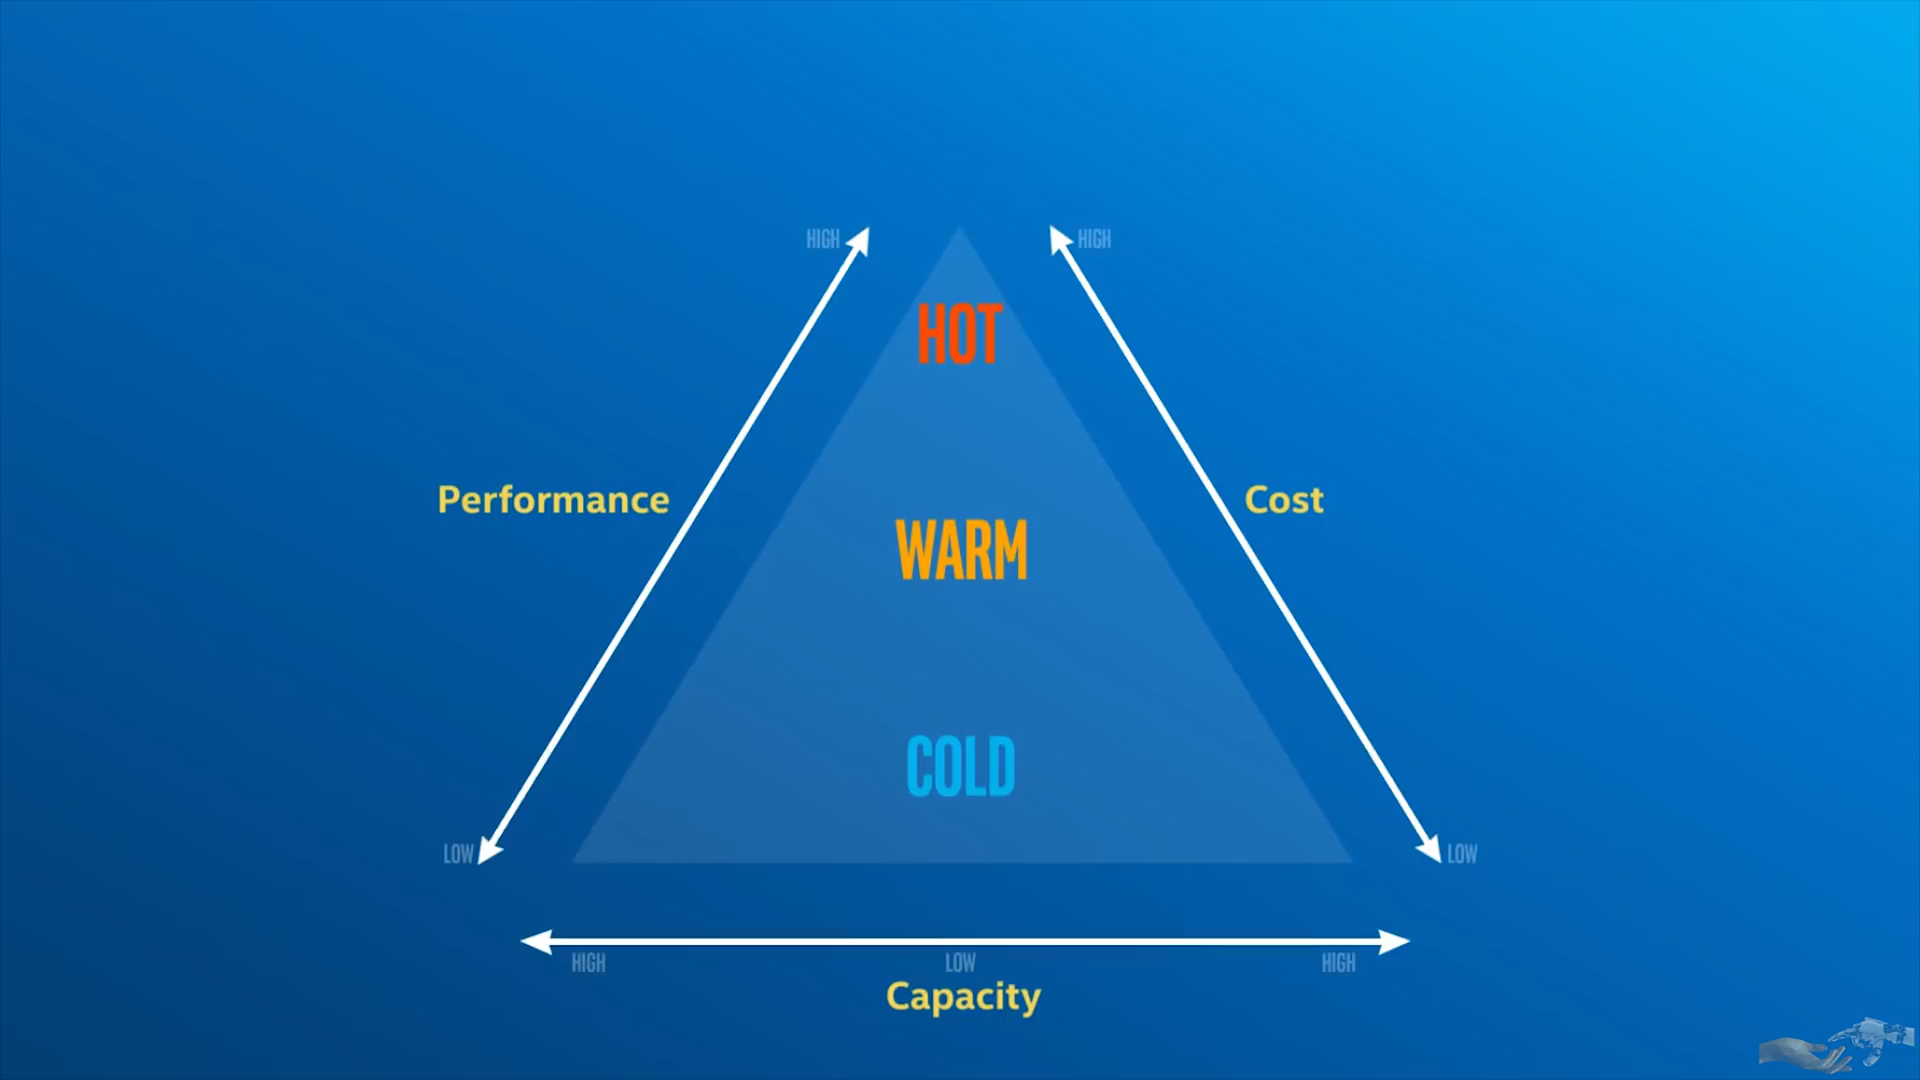 HIGH
HIGH
HOT
Performance
Cost
WARM
COLD
LOW
LOW
HIGH
LOW
HIGH
Capacity